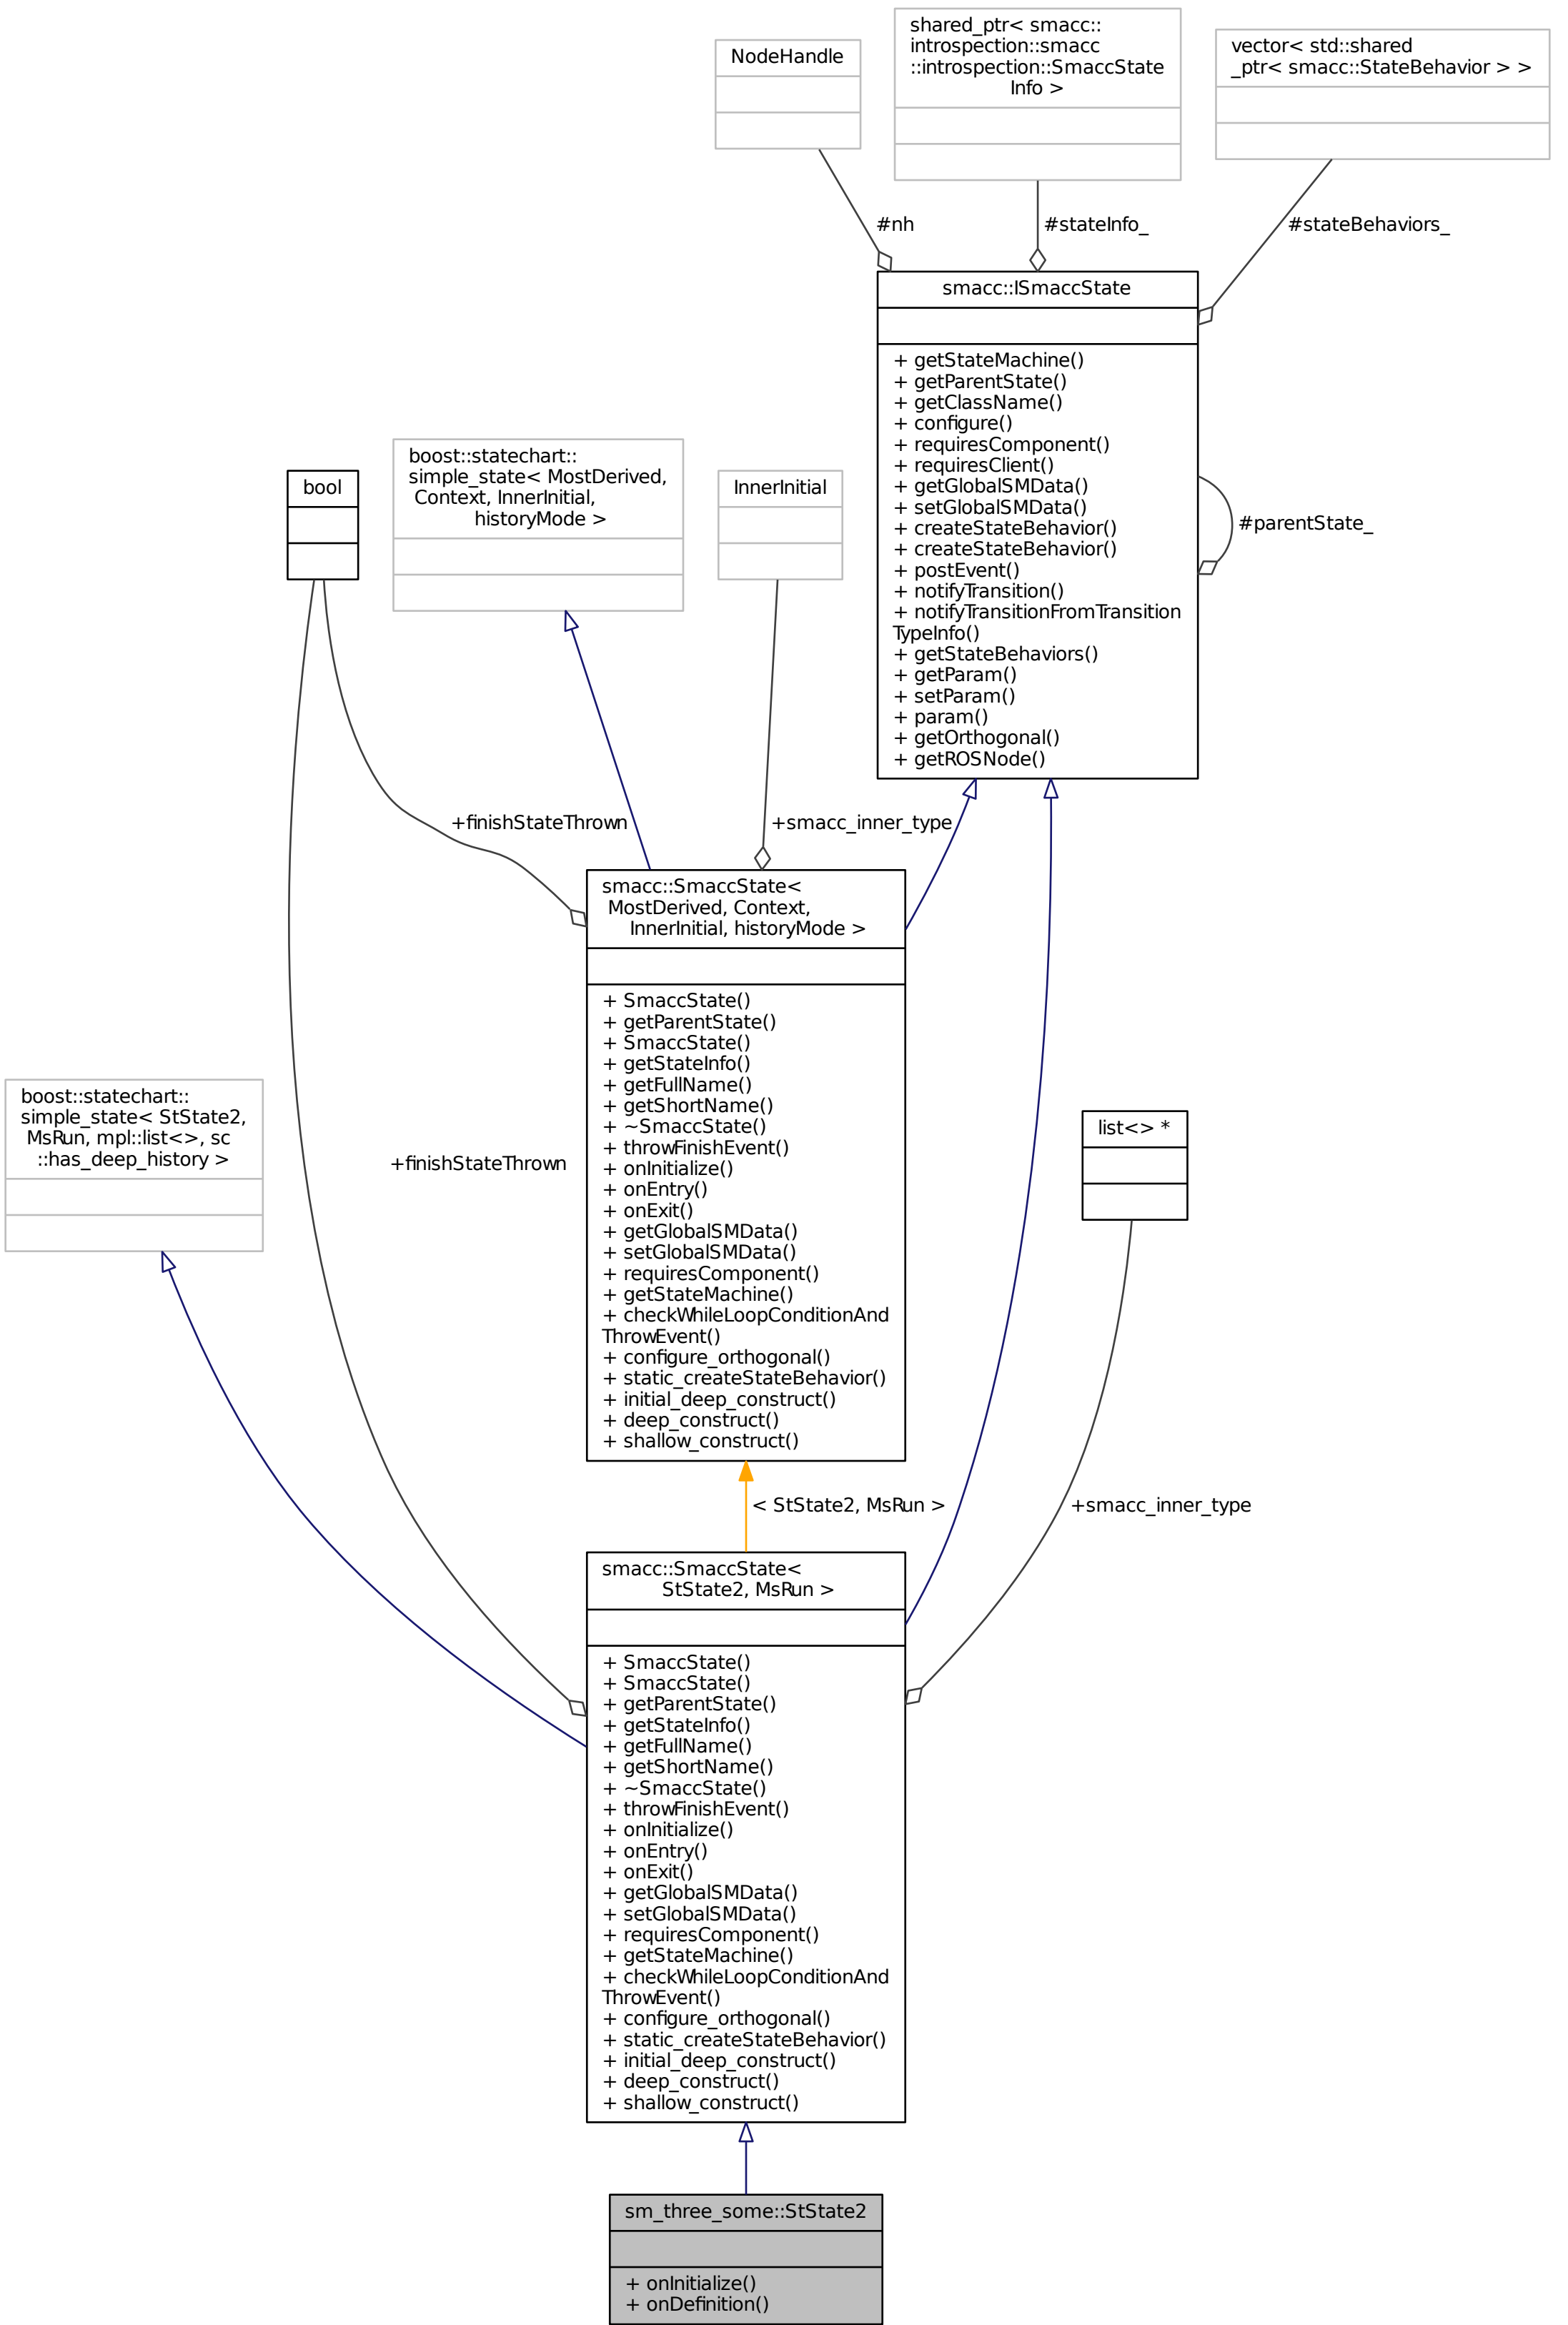 NodeHandle
shared_ptr< smacc::
introspection::smacc
::introspection::SmaccState
Info >
vector< std::shared
_ptr< smacc::StateBehavior > >
#nh
#stateInfo_
#stateBehaviors_
smacc::ISmaccState
+ getStateMachine()
+ getParentState()
+ getClassName()
+ configure()
+ requiresComponent()
+ requiresClient()
+ getGlobalSMData()
+ setGlobalSMData()
+ createStateBehavior()
+ createStateBehavior()
+ postEvent()
+ notifyTransition()
+ notifyTransitionFromTransition
TypeInfo()
+ getStateBehaviors()
+ getParam()
+ setParam()
+ param()
+ getOrthogonal()
+ getROSNode()
#parentState_
bool
boost::statechart::
simple_state< MostDerived,
Context, InnerInitial,
historyMode >
InnerInitial
+finishStateThrown
+smacc_inner_type
smacc::SmaccState<
MostDerived, Context,
InnerInitial, historyMode >
+ SmaccState()
+ getParentState()
+ SmaccState()
+ getStateInfo()
+ getFullName()
+ getShortName()
+ ~SmaccState()
+ throwFinishEvent()
+ onInitialize()
+ onEntry()
+ onExit()
+ getGlobalSMData()
+ setGlobalSMData()
+ requiresComponent()
+ getStateMachine()
+ checkWhileLoopConditionAnd
ThrowEvent()
+ configure_orthogonal()
+ static_createStateBehavior()
+ initial_deep_construct()
+ deep_construct()
+ shallow_construct()
boost::statechart::
simple_state< StState2,
MsRun, mpl::list<>, sc
::has_deep_history >
+finishStateThrown
list<> *
< StState2, MsRun >
+smacc_inner_type
smacc::SmaccState<
StState2, MsRun >
+ SmaccState()
+ SmaccState()
+ getParentState()
+ getStateInfo()
+ getFullName()
+ getShortName()
+ ~SmaccState()
+ throwFinishEvent()
+ onInitialize()
+ onEntry()
+ onExit()
+ getGlobalSMData()
+ setGlobalSMData()
+ requiresComponent()
+ getStateMachine()
+ checkWhileLoopConditionAnd
ThrowEvent()
+ configure_orthogonal()
+ static_createStateBehavior()
+ initial_deep_construct()
+ deep_construct()
+ shallow_construct()
sm_three_some::StState2
+ onInitialize()
+ onDefinition()